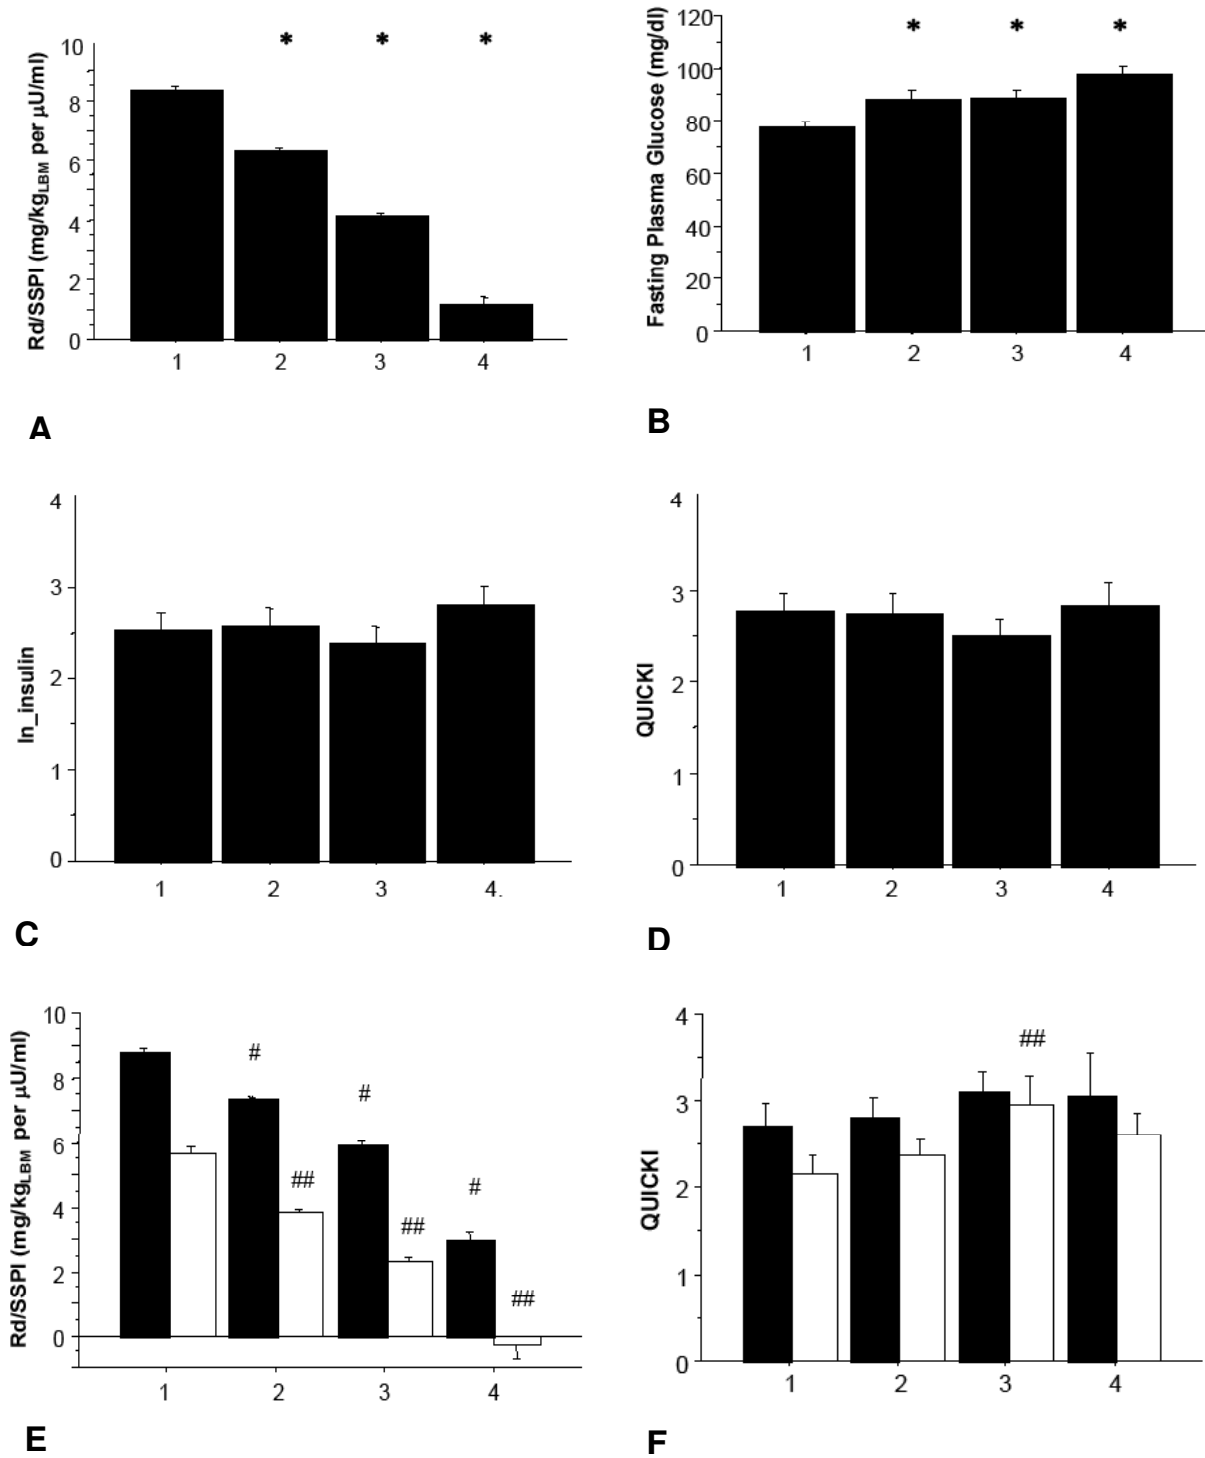 Rd/SSPI (mg/kgLBM per μU/ml)
10
8
6
4
2
0
* * *
1 2 3 4
A
Fasting Plasma Glucose (mg/dl)
120
100
80
60
40
20
0
* * *
1 2 3 4
B
ln_insulin
4
3
2
1
0
1 2 3 4.
C
QUICKI
4
3
2
1
0
1 2 3 4
D
Rd/SSPI (mg/kgLBM per μU/ml)
10
8
6
4
2
0
#
#
##
#
##
##
1 2 3 4
E
QUICKI
4
3
2
1
0
##
1 2 3 4
F